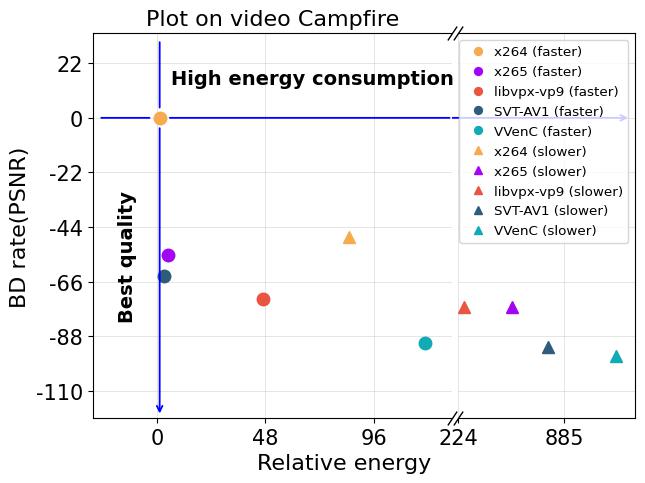 Plot on video Campfire
High energy consumption
Best quality
BD rate(PSNR)
22
0
-22
-44
-66
-88
-110
0
48
96
224
885
Relative energy
x264 (faster)
x265 (faster)
libvpx-vp9 (faster)
SVT-AV1 (faster)
VVenC (faster)
x264 (slower)
x265 (slower)
libvpx-vp9 (slower)
SVT-AV1 (slower)
VVenC (slower)